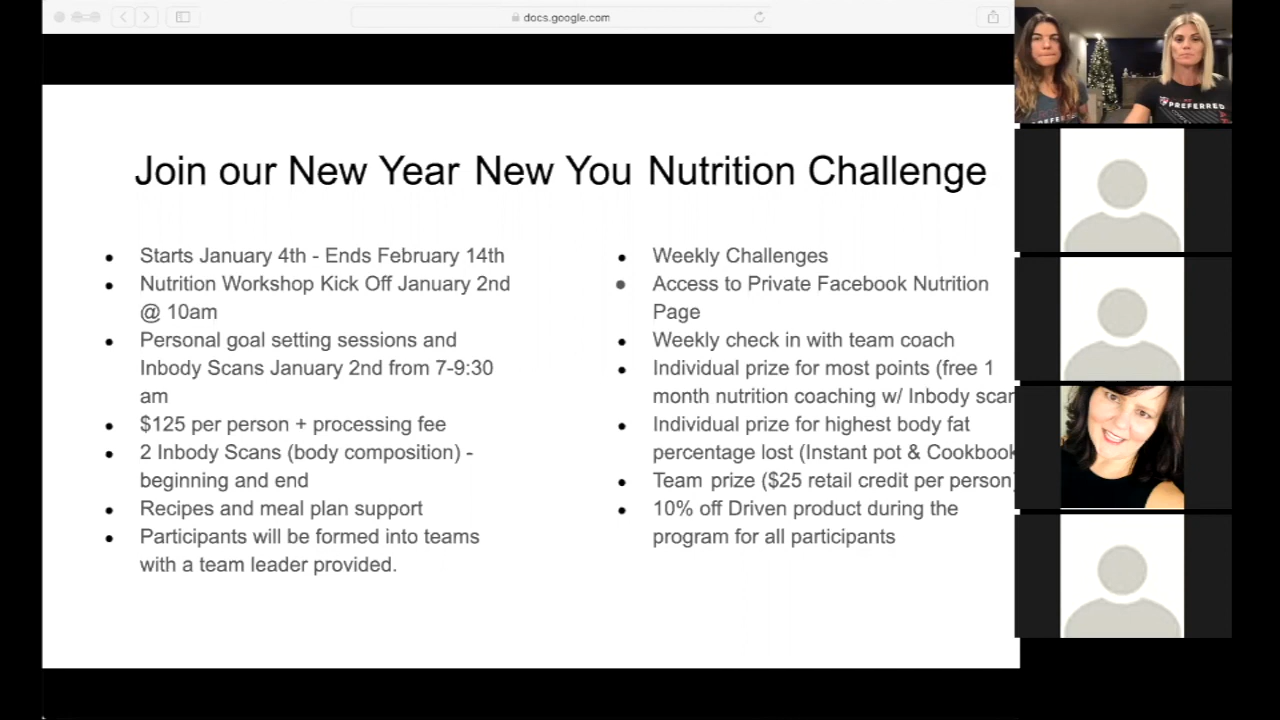 docs.google.com
Join our New Year New You Nutrition Challenge
Starts January 4th - Ends February 14th
Nutrition Workshop Kick Off January 2nd
@ 10am
Personal goal setting sessions and
Inbody Scans January 2nd from 7-9:30
am
$125 per person + processing fee
2 Inbody Scans (body composition) -
beginning and end
Recipes and meal plan support
Participants will be formed into teams
with a team leader provided.
Weekly Challenges
Access to Private Facebook Nutrition
Page
Weekly check in with team coach
Individual prize for most points (free 1
month nutrition coaching w/ Inbody scan
Individual prize for highest body fat
percentage lost (Instant pot & Cookbook
Team prize ($25 retail credit per person)
10% off Driven product during the
program for all participants
PREFERRED